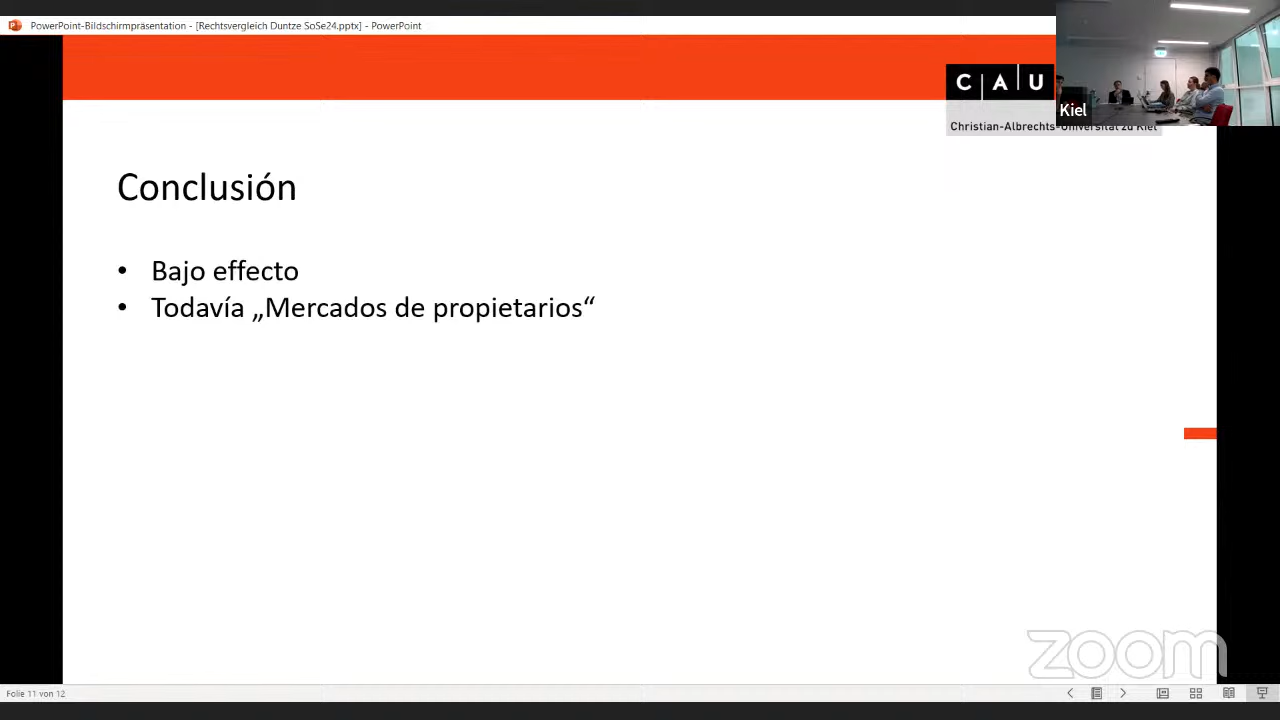 PowerPoint-Bildschirmpräsentation - [Rechtsvergleich Duntze SoSe24.pptx] - PowerPoint
C A U
Kiel
Christian-Albrechts-Universität zu Kiel
Conclusión
• Bajo effecto
• Todavía „Mercados de propietarios“
zoom
Folie 11 von 12